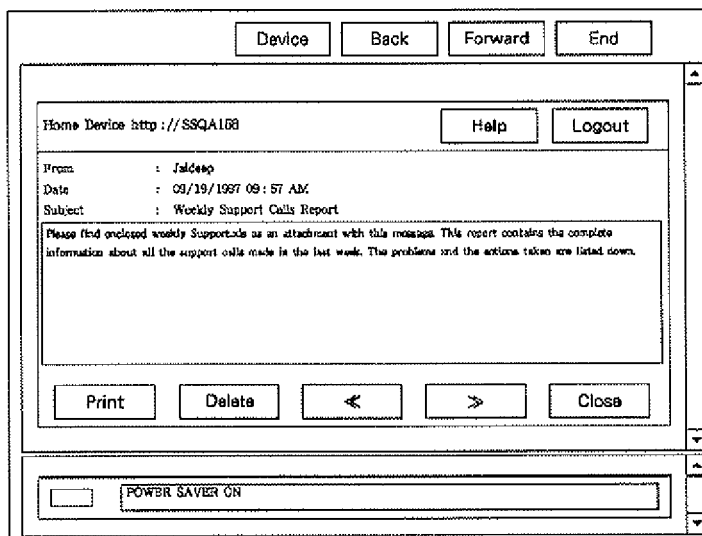 Device Back Forward End
Home Device http://SSQA158 Help Logout
From : Jaideep
Date : 09/19/1997 09:57 AM
Subject : Weekly Support Calls Report
Please find enclosed weekly Support.xls as an attachment with this message. This report contains the complete
information about all the support calls made in the last week. The problems and the actions taken are listed down.
Print Delete ≪ ≫ Close
POWER SAVER ON